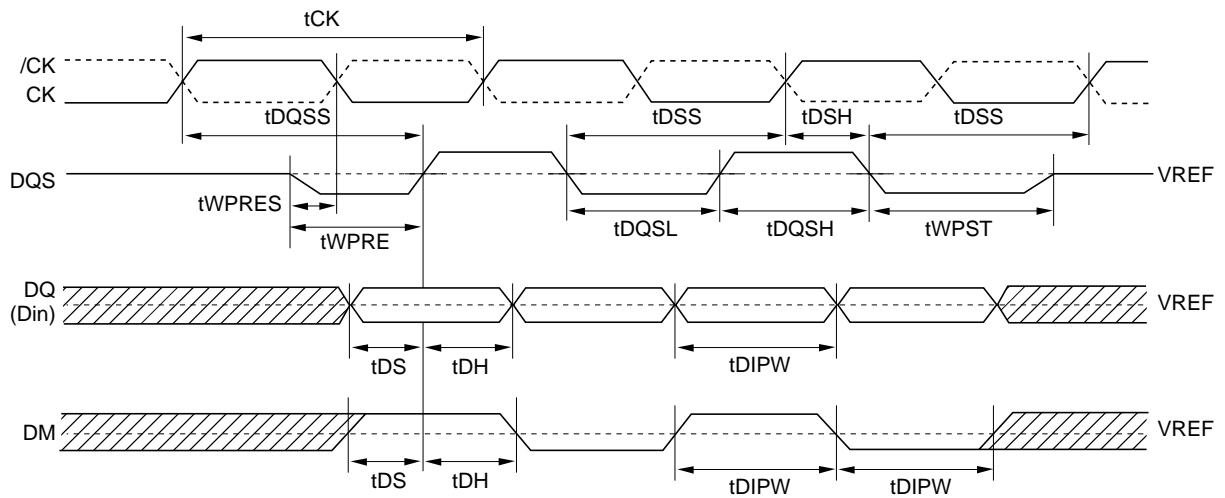 tCK
/CK
CK
tDQSS
tDSS
tDSH
tDSS
DQS
VREF
tWPRES
tWPRE
tDQSL
tDQSH
tWPST
DQ
(Din)
VREF
tDS
tDH
tDIPW
DM
VREF
tDS
tDH
tDIPW
tDIPW